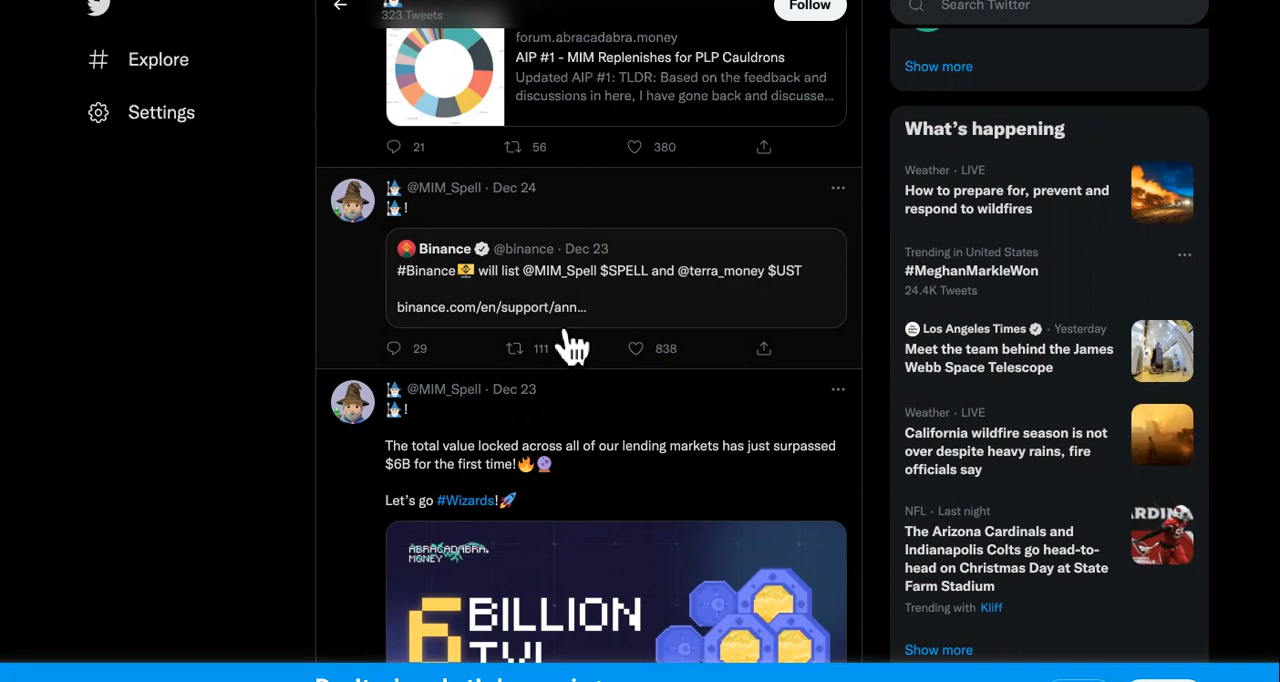 323 Tweets
Follow
Search Twitter
Explore
Settings
forum.abracadabra.money
AIP #1 - MIM Replenishes for PLP Cauldrons
Updated AIP #1: TLDR: Based on the feedback and
discussions in here, I have gone back and discusse...
21 56 380
🧙‍♂️ @MIM_Spell · Dec 24
🧙‍♂️!
Binance @binance · Dec 23
#Binance will list @MIM_Spell $SPELL and @terra_money $UST
binance.com/en/support/ann...
29 111 838
🧙‍♂️ @MIM_Spell · Dec 23
🧙‍♂️!
The total value locked across all of our lending markets has just surpassed
$6B for the first time!🔥🔮
Let's go #Wizards!🚀
ABRACADABRA.
MONEY
6 BILLION
TVL
Show more
What's happening
Weather · LIVE
How to prepare for, prevent and
respond to wildfires
Trending in United States
#MeghanMarkleWon
24.4K Tweets
Los Angeles Times · Yesterday
Meet the team behind the James
Webb Space Telescope
Weather · LIVE
California wildfire season is not
over despite heavy rains, fire
officials say
NFL · Last night
The Arizona Cardinals and
Indianapolis Colts go head-to-
head on Christmas Day at State
Farm Stadium
Trending with Kliff
Show more